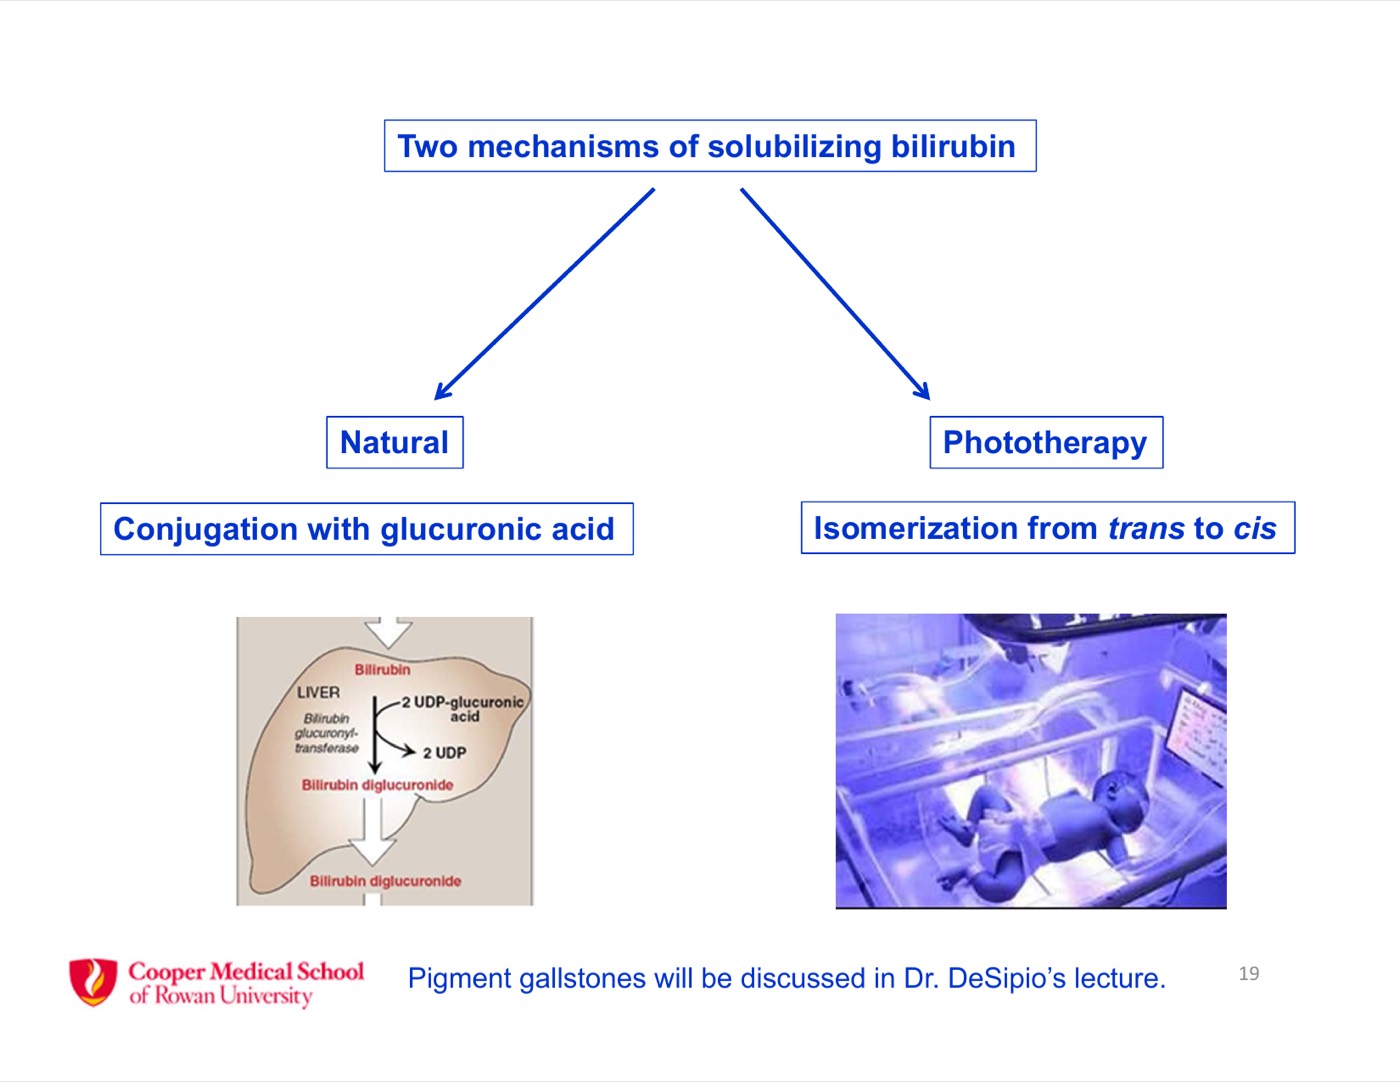 Two mechanisms of solubilizing bilirubin
Natural
Phototherapy
Conjugation with glucuronic acid
Isomerization from trans to cis
Bilirubin
LIVER
2 UDP-glucuronic
acid
Bilirubin
glucuronyl-
transferase
2 UDP
Bilirubin diglucuronide
Bilirubin diglucuronide
Cooper Medical School
of Rowan University
Pigment gallstones will be discussed in Dr. DeSipio’s lecture.
19